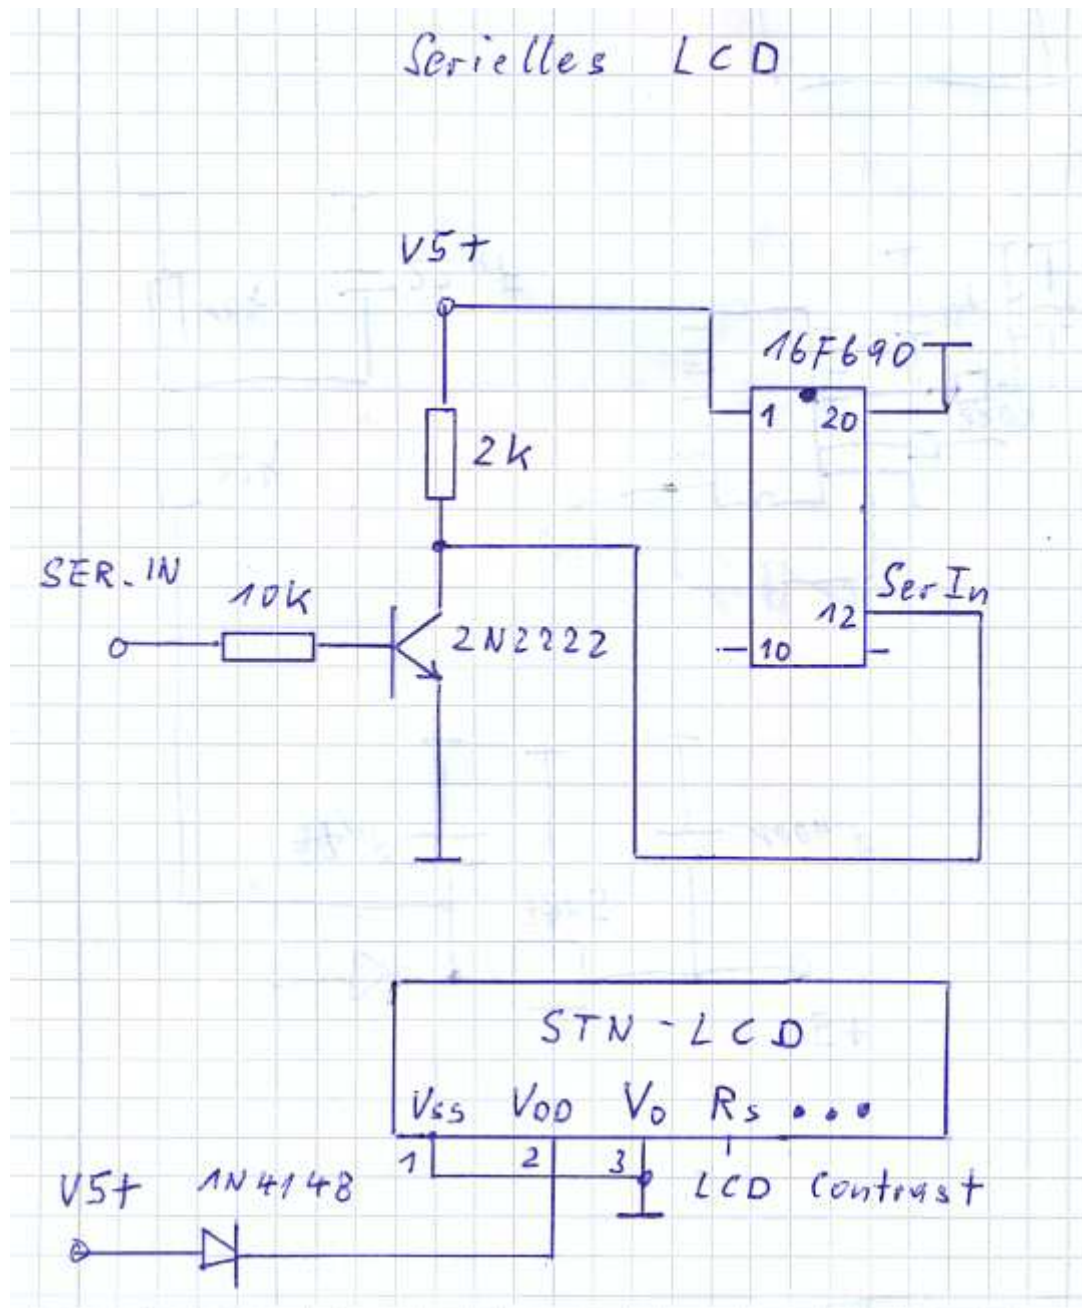 Serielles LCD
V5+
16F690
1 20
2k
SER_IN
10k
SerIn
2N2222
12
10
STN-LCD
Vss VDD Vo Rs ...
1 2 3
V5+ 1N4148
LCD Contrast